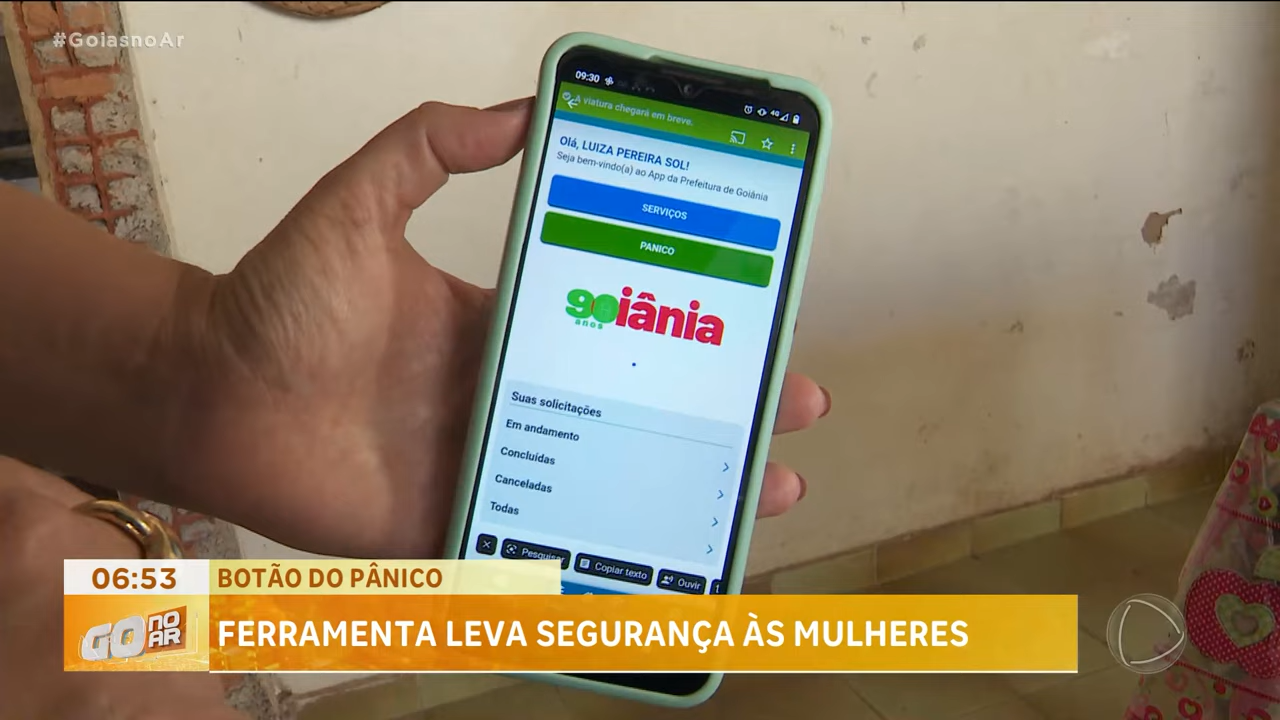 #GoiasnoAr
09:30
4G
A viatura chegará em breve.
Olá, LUIZA PEREIRA SOL!
Seja bem-vindo(a) ao App da Prefeitura de Goiânia
SERVIÇOS
PANICO
90iânia
anos
Suas solicitações
Em andamento
Concluídas
Canceladas
Todas
Pesquisar
Copiar texto
Ouvir
06:53
BOTÃO DO PÂNICO
GO NO AR
FERRAMENTA LEVA SEGURANÇA ÀS MULHERES